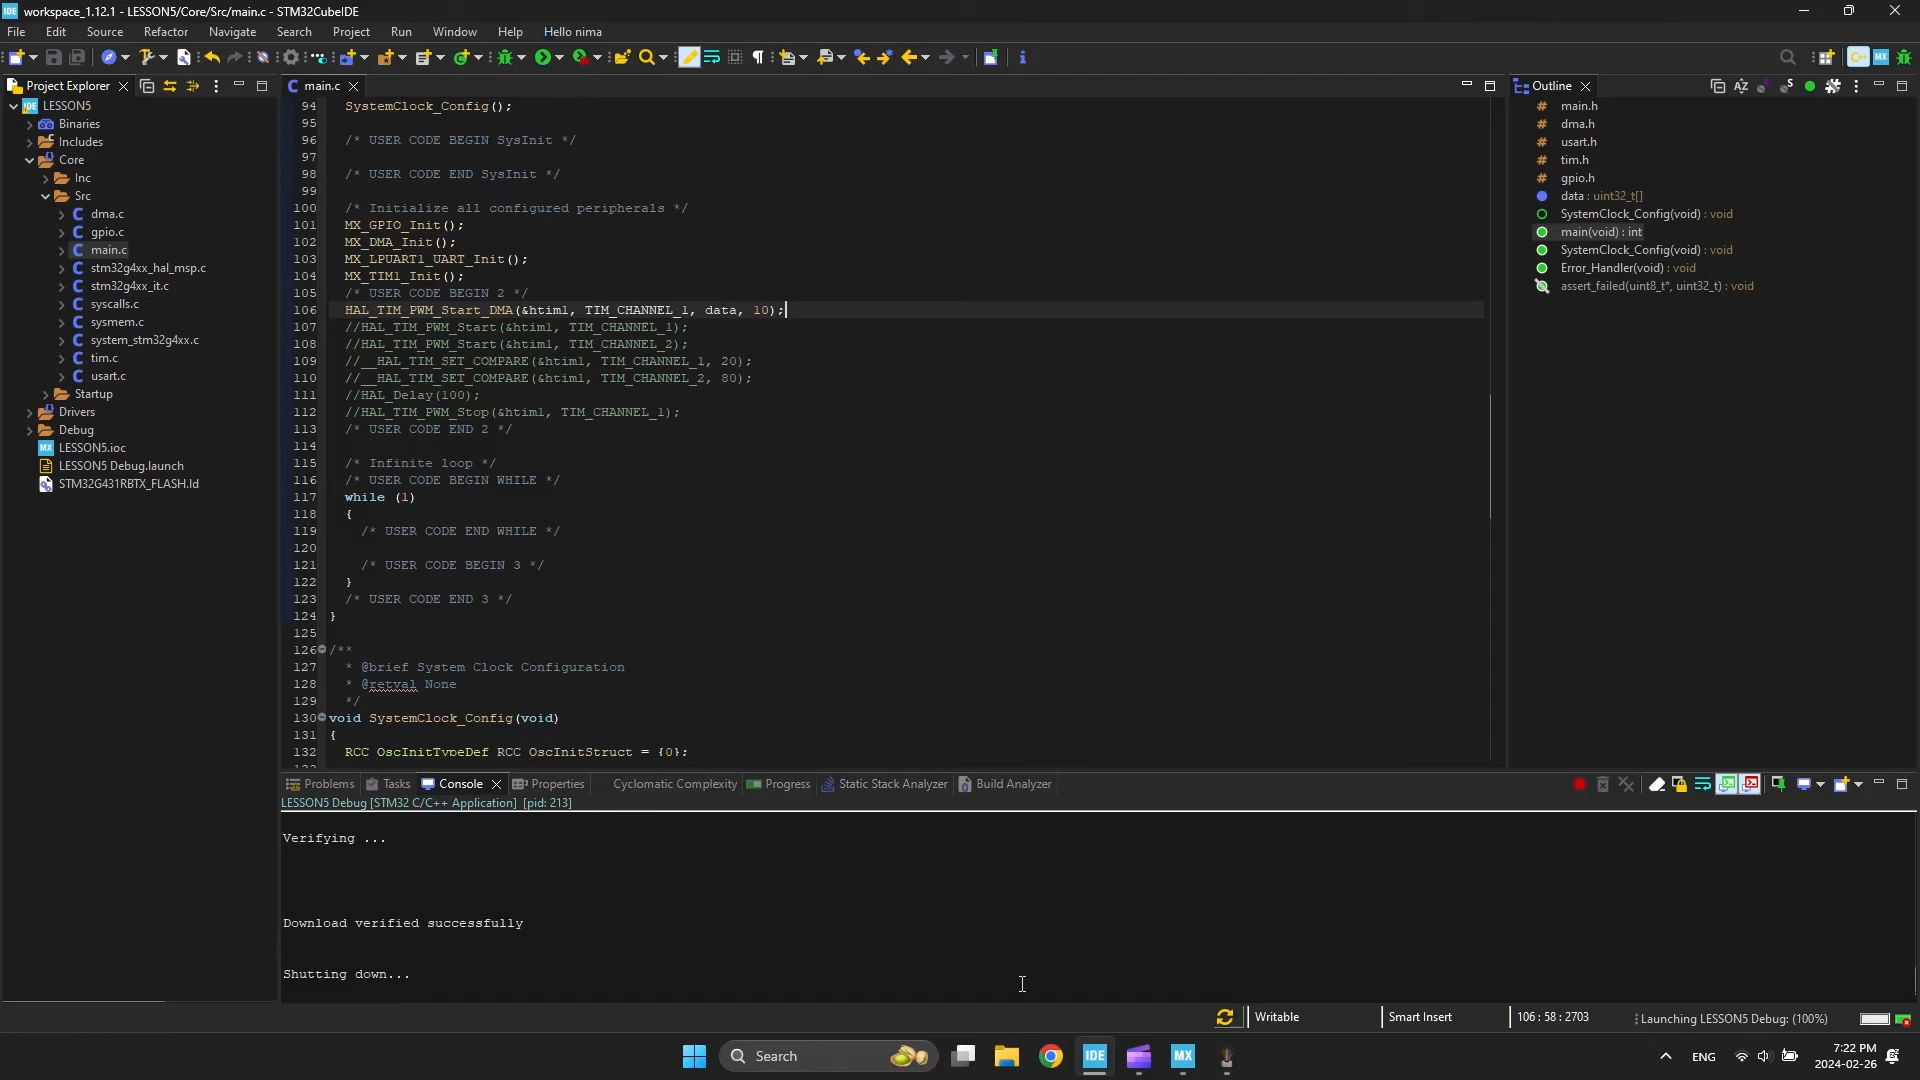 workspace_1.12.1 - LESSON5/Core/Src/main.c - STM32CubeIDE
File Edit Source Refactor Navigate Search Project Run Window Help Hello nima
Project Explorer
LESSON5
Binaries
Includes
Core
Inc
Src
dma.c
gpio.c
main.c
stm32g4xx_hal_msp.c
stm32g4xx_it.c
syscalls.c
sysmem.c
system_stm32g4xx.c
tim.c
usart.c
Startup
Drivers
Debug
LESSON5.ioc
LESSON5 Debug.launch
STM32G431RBTX_FLASH.ld
main.c
94 SystemClock_Config();
95
96 /* USER CODE BEGIN SysInit */
97
98 /* USER CODE END SysInit */
99
100 /* Initialize all configured peripherals */
101 MX_GPIO_Init();
102 MX_DMA_Init();
103 MX_LPUART1_UART_Init();
104 MX_TIM1_Init();
105 /* USER CODE BEGIN 2 */
106 HAL_TIM_PWM_Start_DMA(&htim1, TIM_CHANNEL_1, data, 10);
107 //HAL_TIM_PWM_Start(&htim1, TIM_CHANNEL_1);
108 //HAL_TIM_PWM_Start(&htim1, TIM_CHANNEL_2);
109 //__HAL_TIM_SET_COMPARE(&htim1, TIM_CHANNEL_1, 20);
110 //__HAL_TIM_SET_COMPARE(&htim1, TIM_CHANNEL_2, 80);
111 //HAL_Delay(100);
112 //HAL_TIM_PWM_Stop(&htim1, TIM_CHANNEL_1);
113 /* USER CODE END 2 */
114
115 /* Infinite loop */
116 /* USER CODE BEGIN WHILE */
117 while (1)
118 {
119 /* USER CODE END WHILE */
120
121 /* USER CODE BEGIN 3 */
122 }
123 /* USER CODE END 3 */
124 }
125
126 /**
127 * @brief System Clock Configuration
128 * @retval None
129 */
130 void SystemClock_Config(void)
131 {
132 RCC_OscInitTypeDef RCC_OscInitStruct = {0};
Outline
main.h
dma.h
usart.h
tim.h
gpio.h
data : uint32_t[]
SystemClock_Config(void) : void
main(void) : int
SystemClock_Config(void) : void
Error_Handler(void) : void
assert_failed(uint8_t*, uint32_t) : void
Problems Tasks Console Properties Cyclomatic Complexity Progress Static Stack Analyzer Build Analyzer
LESSON5 Debug [STM32 C/C++ Application] [pid: 213]
Verifying ...
Download verified successfully
Shutting down...
Writable Smart Insert 106 : 58 : 2703 Launching LESSON5 Debug: (100%)
Search
IDE
MX
ENG
7:22 PM
2024-02-26